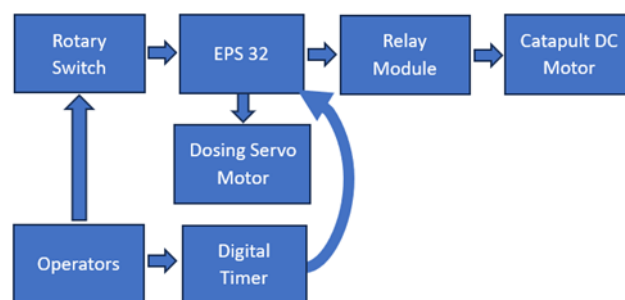 Rotary
Switch
EPS 32
Relay
Module
Catapult DC
Motor
Dosing Servo
Motor
Operators
Digital
Timer